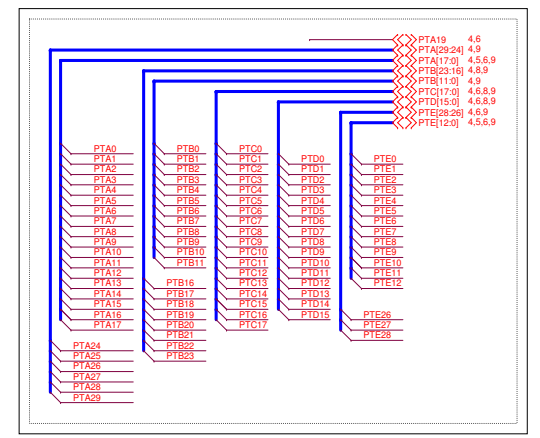 PTA19 4,6
PTA[29:24] 4,9
PTA[17:0] 4,5,6,9
PTB[23:16] 4,8,9
PTB[11:0] 4,9
PTC[17:0] 4,6,8,9
PTD[15:0] 4,6,8,9
PTE[28:26] 4,6,9
PTE[12:0] 4,5,6,9
PTA0 PTB0 PTC0
PTA1 PTB1 PTC1 PTD0 PTE0
PTA2 PTB2 PTC2 PTD1 PTE1
PTA3 PTB3 PTC3 PTD2 PTE2
PTA4 PTB4 PTC4 PTD3 PTE3
PTA5 PTB5 PTC5 PTD4 PTE4
PTA6 PTB6 PTC6 PTD5 PTE5
PTA7 PTB7 PTC7 PTD6 PTE6
PTA8 PTB8 PTC8 PTD7 PTE7
PTA9 PTB9 PTC9 PTD8 PTE8
PTA10 PTB10 PTC10 PTD9 PTE9
PTA11 PTB11 PTC11 PTD10 PTE10
PTA12 PTC12 PTD11 PTE11
PTA13 PTB16 PTC13 PTD12 PTE12
PTA14 PTB17 PTC14 PTD13
PTA15 PTB18 PTC15 PTD14
PTA16 PTB19 PTC16 PTD15 PTE26
PTA17 PTB20 PTC17 PTE27
PTB21 PTE28
PTA24 PTB22
PTA25 PTB23
PTA26
PTA27
PTA28
PTA29